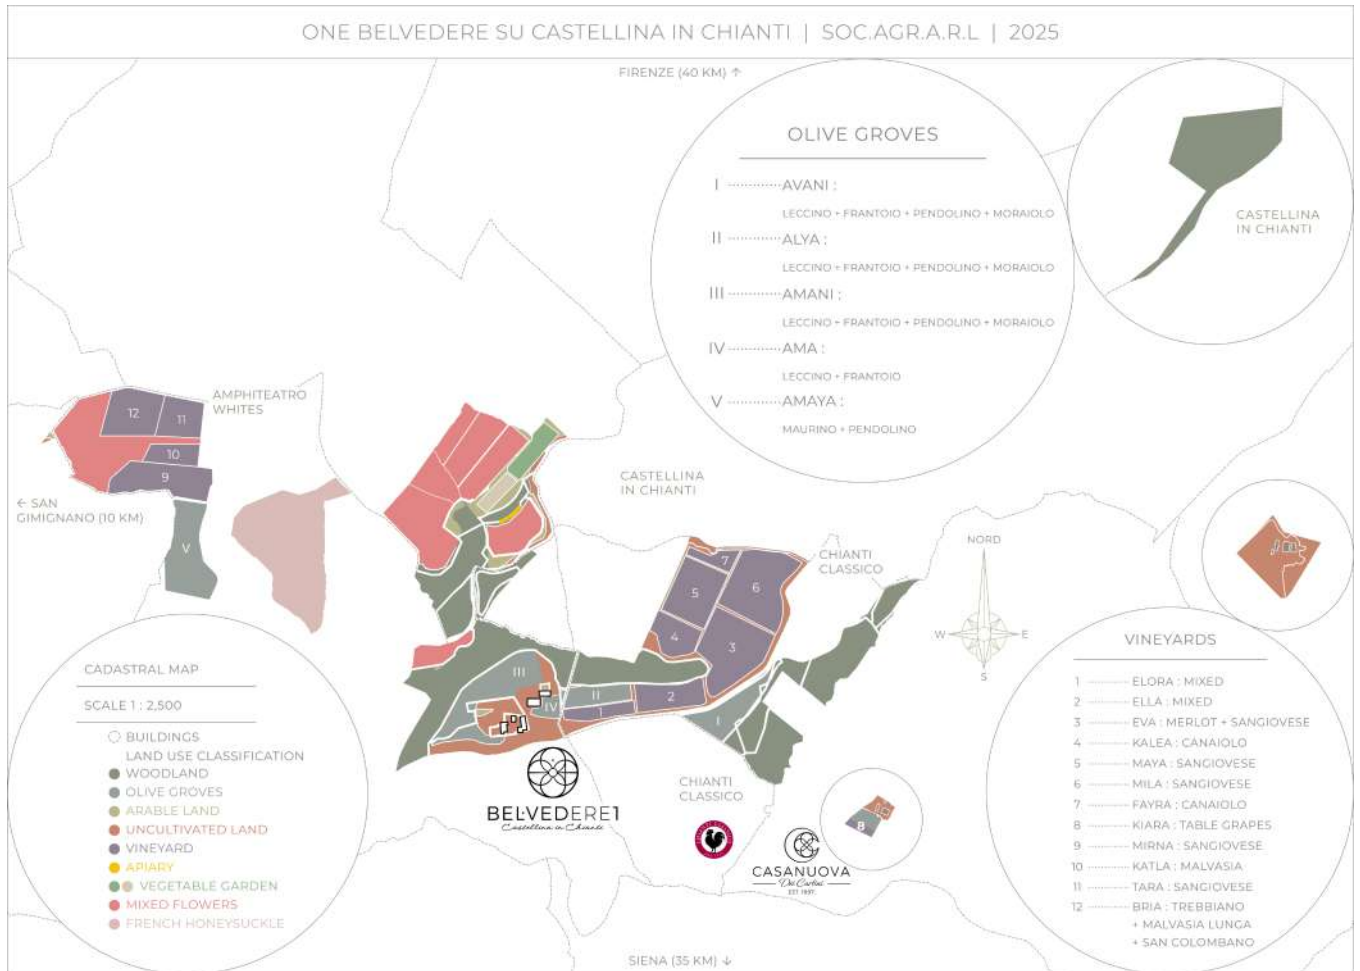 ONE BELVEDERE SU CASTELLINA IN CHIANTI | SOC.AGR.A.R.L | 2025
FIRENZE (40 KM) ↑
OLIVE GROVES
I ........... AVANI :
LECCINO + FRANTOIO + PENDOLINO + MORAIOLO
II ........... ALYA :
LECCINO + FRANTOIO + PENDOLINO + MORAIOLO
III ........... AMANI :
LECCINO + FRANTOIO + PENDOLINO + MORAIOLO
IV ........... AMA :
LECCINO + FRANTOIO
V ........... AMAYA :
MAURINO + PENDOLINO
CASTELLINA
IN CHIANTI
AMPHITEATRO
WHITES
12
11
10
9
V
← SAN
GIMIGNANO (10 KM)
CASTELLINA
IN CHIANTI
CHIANTI
CLASSICO
7
6
5
4
3
2
1
I
II
III
IV
NORD
W
E
S
CADASTRAL MAP
SCALE 1 : 2,500
BUILDINGS
LAND USE CLASSIFICATION
WOODLAND
OLIVE GROVES
ARABLE LAND
UNCULTIVATED LAND
VINEYARD
APIARY
VEGETABLE GARDEN
MIXED FLOWERS
FRENCH HONEYSUCKLE
BELVEDERE1
Castellina in Chianti
CHIANTI
CLASSICO
8
CASANUOVA
Dei Cartini
VINEYARDS
1 ........... ELORA : MIXED
2 ........... ELLA : MIXED
3 ........... EVA : MERLOT + SANGIOVESE
4 ........... KALEA : CANAIOLO
5 ........... MAYA : SANGIOVESE
6 ........... MILA : SANGIOVESE
7 ........... FAYRA : CANAIOLO
8 ........... KIARA : TABLE GRAPES
9 ........... MIRNA : SANGIOVESE
10 ........... KATLA : MALVASIA
11 ........... TARA : SANGIOVESE
12 ........... BRIA : TREBBIANO
+ MALVASIA LUNGA
+ SAN COLOMBANO
SIENA (35 KM) ↓